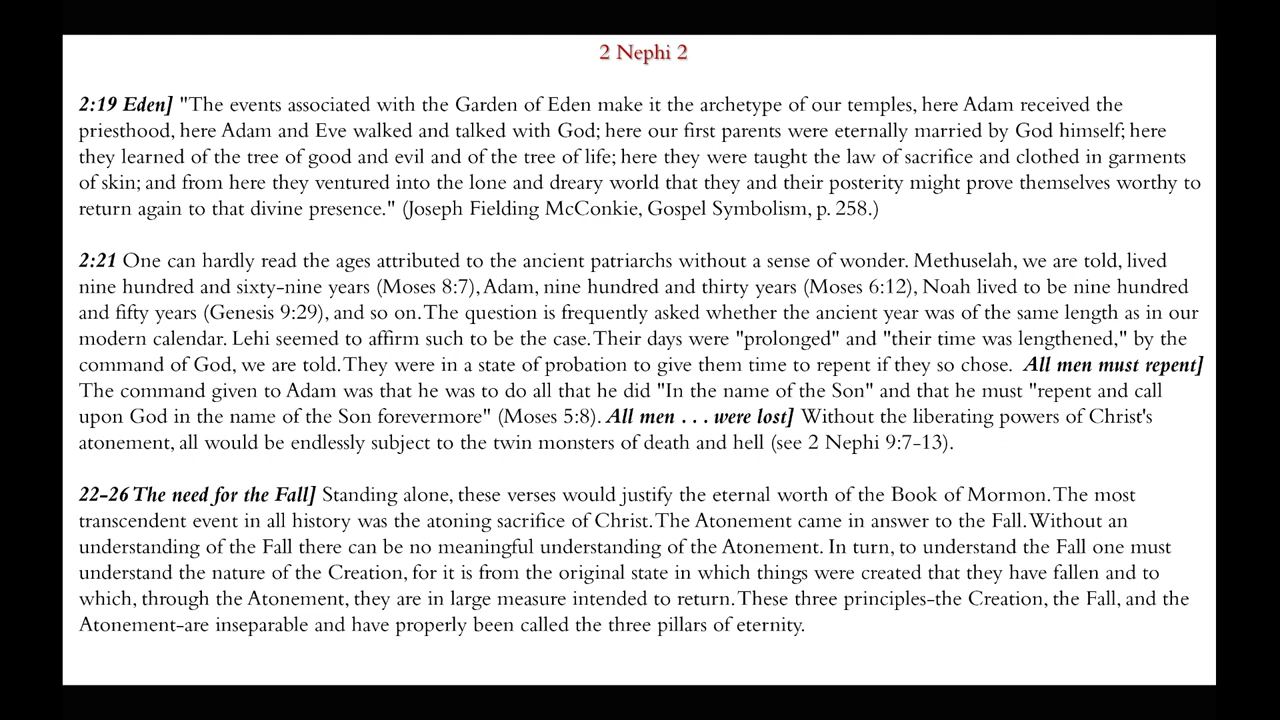 2 Nephi 2
2:19 Eden] "The events associated with the Garden of Eden make it the archetype of our temples, here Adam received the
priesthood, here Adam and Eve walked and talked with God; here our first parents were eternally married by God himself; here
they learned of the tree of good and evil and of the tree of life; here they were taught the law of sacrifice and clothed in garments
of skin; and from here they ventured into the lone and dreary world that they and their posterity might prove themselves worthy to
return again to that divine presence." (Joseph Fielding McConkie, Gospel Symbolism, p. 258.)
2:21 One can hardly read the ages attributed to the ancient patriarchs without a sense of wonder. Methuselah, we are told, lived
nine hundred and sixty-nine years (Moses 8:7), Adam, nine hundred and thirty years (Moses 6:12), Noah lived to be nine hundred
and fifty years (Genesis 9:29), and so on. The question is frequently asked whether the ancient year was of the same length as in our
modern calendar. Lehi seemed to affirm such to be the case. Their days were "prolonged" and "their time was lengthened," by the
command of God, we are told. They were in a state of probation to give them time to repent if they so chose. All men must repent]
The command given to Adam was that he was to do all that he did "In the name of the Son" and that he must "repent and call
upon God in the name of the Son forevermore" (Moses 5:8). All men . . . were lost] Without the liberating powers of Christ's
atonement, all would be endlessly subject to the twin monsters of death and hell (see 2 Nephi 9:7-13).
22-26 The need for the Fall] Standing alone, these verses would justify the eternal worth of the Book of Mormon. The most
transcendent event in all history was the atoning sacrifice of Christ. The Atonement came in answer to the Fall. Without an
understanding of the Fall there can be no meaningful understanding of the Atonement. In turn, to understand the Fall one must
understand the nature of the Creation, for it is from the original state in which things were created that they have fallen and to
which, through the Atonement, they are in large measure intended to return. These three principles-the Creation, the Fall, and the
Atonement-are inseparable and have properly been called the three pillars of eternity.